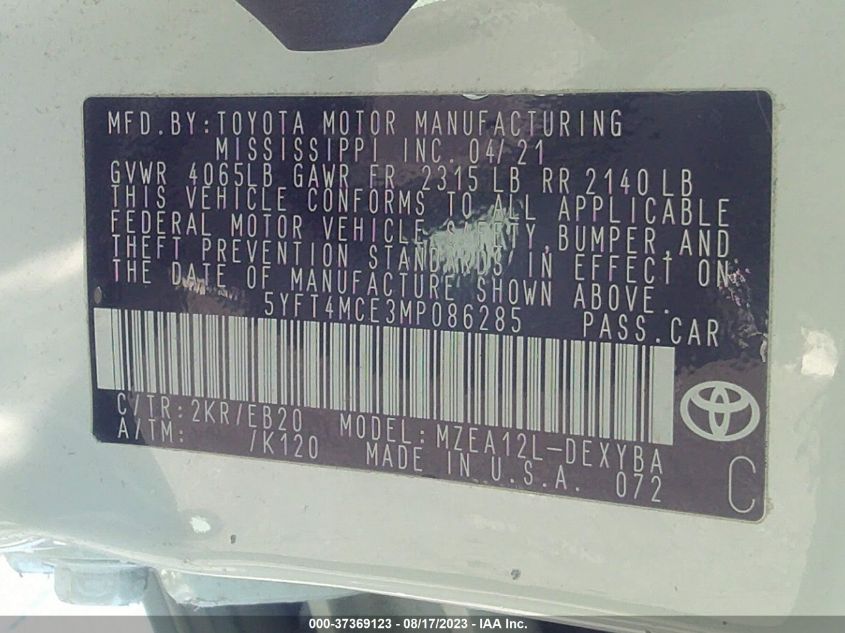 MFD.BY:TOYOTA MOTOR MANUFACTURING
MISSISSIPPI INC. 04/21
GVWR 4065LB GAWR FR 2315LB RR 2140LB
THIS VEHICLE CONFORMS TO ALL APPLICABLE
FEDERAL MOTOR VEHICLE SAFETY,BUMPER,AND
THEFT PREVENTION STANDARDS IN EFFECT ON
THE DATE OF MANUFACTURE SHOWN ABOVE.
5YFT4MCE3MP086285 PASS.CAR
C/TR:2KR/EB20 MODEL:MZEA12L-DEXYBA
A/TM: /K120 MADE IN U.S.A. 072
C
000-37369123 - 08/17/2023 - IAA Inc.